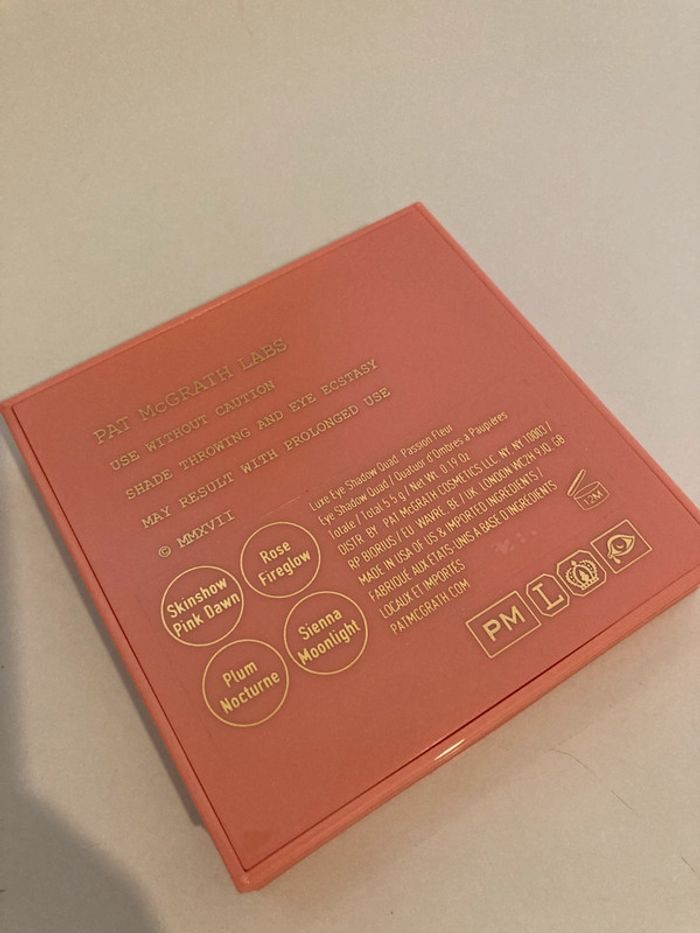 PAT McGRATH LABS
USE WITHOUT CAUTION
SHADE THROWING AND EYE ECSTASY
MAY RESULT WITH PROLONGED USE
© MMXVII
Skinshow
Pink Dawn
Rose
Fireglow
Plum
Nocturne
Sienna
Moonlight
Luxe Eye Shadow Quad Passion Fleur
Eye Shadow Quad / Quatuor d'Ombres à Paupières
Totale / Total 5.5 g / Net Wt. 0.19 Oz.
DISTR BY PAT McGRATH COSMETICS LLC, NY, NY 10003 /
RP BIORIUS / EU WAVRE, BE / UK LONDON WC2H 9JQ, GB
MADE IN USA OF US & IMPORTED INGREDIENTS /
FABRIQUÉ AUX ÉTATS-UNIS À BASE D'INGRÉDIENTS
LOCAUX ET IMPORTÉS
PATMCGRATH.COM
12M
PM L